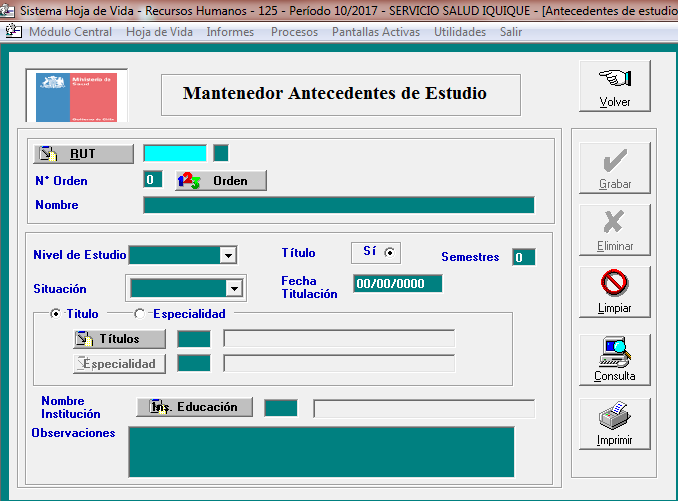 Sistema Hoja de Vida - Recursos Humanos - 125 - Período 10/2017 - SERVICIO SALUD IQUIQUE - [Antecedentes de estudio
Módulo Central Hoja de Vida Informes Procesos Pantallas Activas Utilidades Salir
Ministerio de
Salud
Mantenedor Antecedentes de Estudio
Volver
RUT
N° Orden 0 123 Orden
Nombre
Grabar
Eliminar
Limpiar
Consulta
Imprimir
Nivel de Estudio Título Sí Semestres 0
Situación Fecha
Titulación 00/00/0000
Titulo Especialidad
Títulos
Especialidad
Nombre
Institución Ins. Educación
Observaciones